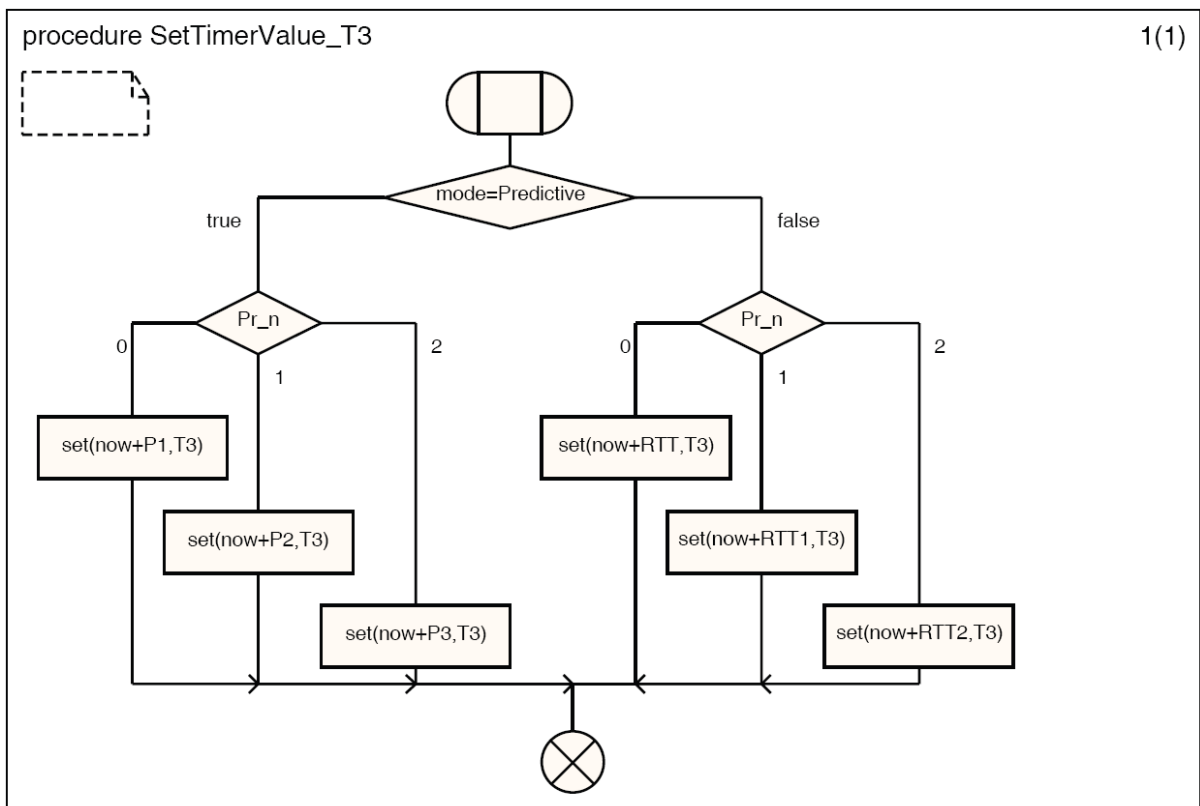 procedure SetTimerValue_T3
1(1)
mode=Predictive
true
false
Pr_n
Pr_n
0
2
0
2
1
1
set(now+P1,T3)
set(now+RTT,T3)
set(now+P2,T3)
set(now+RTT1,T3)
set(now+P3,T3)
set(now+RTT2,T3)